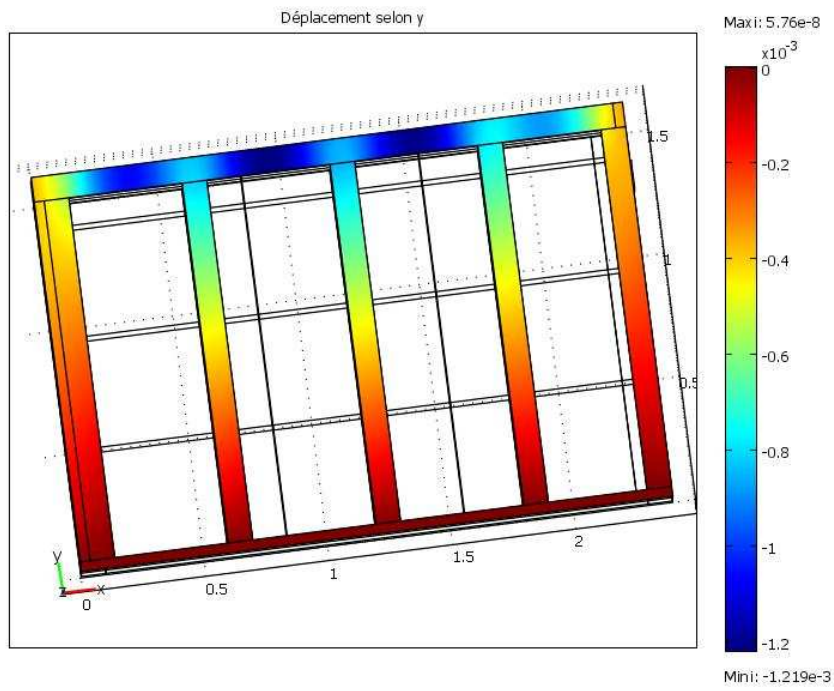 Déplacement selon y
Maxi: 5.76e-8
x10^-3
0
-0.2
-0.4
-0.6
-0.8
-1
-1.2
Mini: -1.219e-3
1.5
1
0.5
0
0.5
1
1.5
2
y
z
x